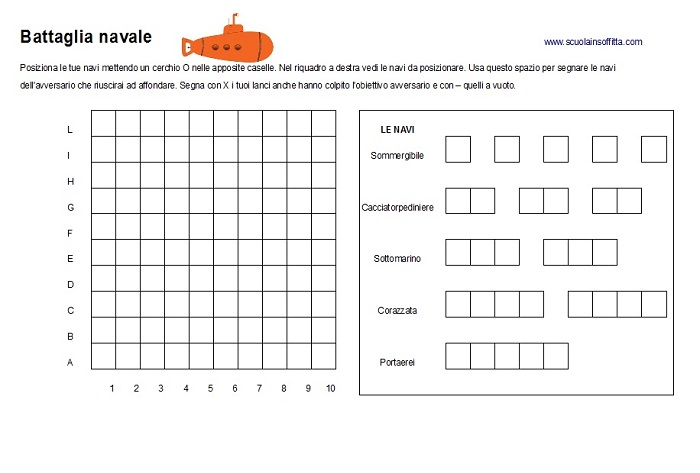 Battaglia navale
www.scuolainsoffitta.com
Posiziona le tue navi mettendo un cerchio O nelle apposite caselle. Nel riquadro a destra vedi le navi da posizionare. Usa questo spazio per segnare le navi
dell'avversario che riuscirai ad affondare. Segna con X i tuoi lanci anche hanno colpito l'obiettivo avversario e con – quelli a vuoto.
L
I
H
G
F
E
D
C
B
A
1 2 3 4 5 6 7 8 9 10
LE NAVI
Sommergibile
Cacciatorpediniere
Sottomarino
Corazzata
Portaerei